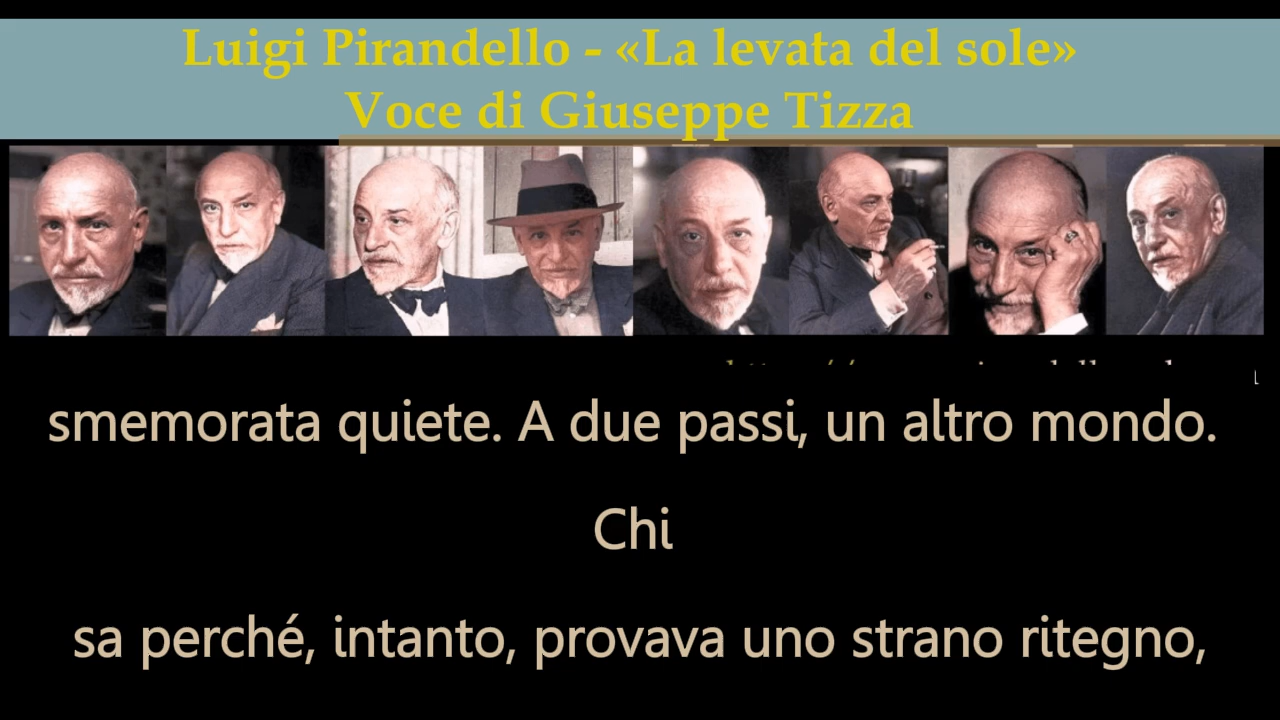 Luigi Pirandello - «La levata del sole»
Voce di Giuseppe Tizza
smemorata quiete. A due passi, un altro mondo.
Chi
sa perché, intanto, provava uno strano ritegno,